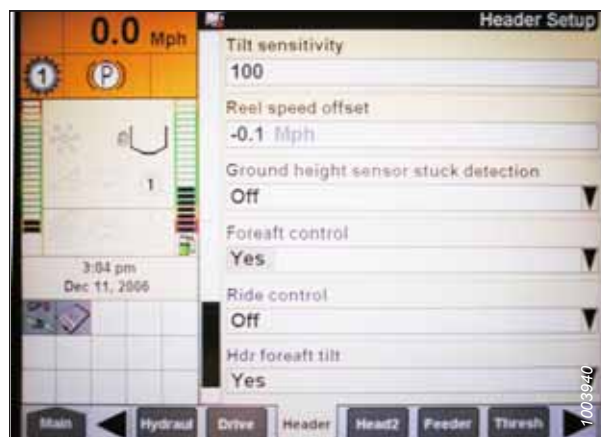 0.0 Mph
1
(P)
1
3:04 pm
Dec 11, 2006
Header Setup
Tilt sensitivity
100
Reel speed offset
-0.1 Mph
Ground height sensor stuck detection
Off
Foreaft control
Yes
Ride control
Off
Hdr foreaft tilt
Yes
Main Hydraul Drive Header Head2 Feeder Thresh
1003940